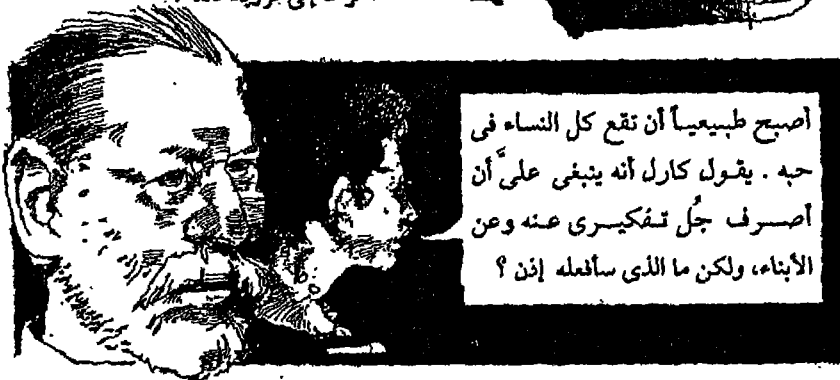 أصبح طبيعياً أن تقع كل النساء فى
حبه . يقول كارل أنه ينبغى علىَّ أن
أصرف جُل تفكيرى عنه وعن
الأبناء، ولكن ما الذى سأفعله إذن ؟